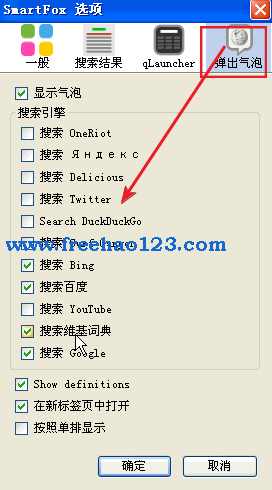 SmartFox 选项
一般 搜索结果 qLauncher 弹出气泡
显示气泡
搜索引擎
搜索 OneRiot
搜索 Яндекс
搜索 Delicious
搜索 Twitter
Search DuckDuckGo
www.freehao123.com
搜索 Bing
搜索百度
搜索 YouTube
搜索维基词典
搜索 Google
Show definitions
在新标签页中打开
按照单排显示
确定 取消